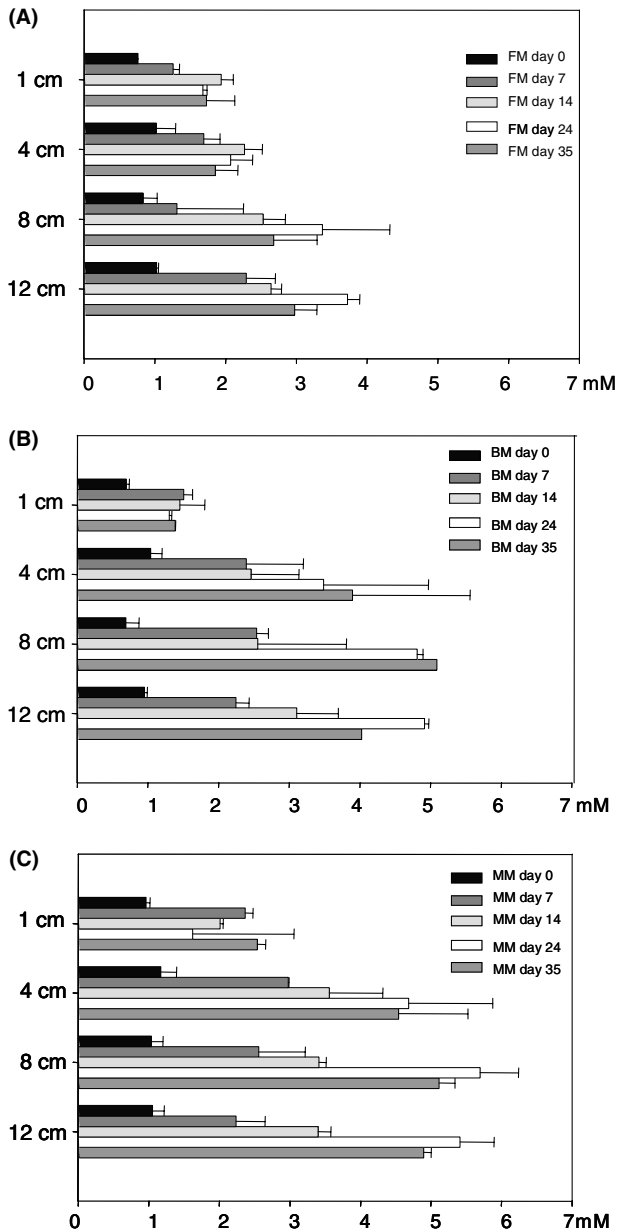 (A)
FM day 0
FM day 7
FM day 14
FM day 24
FM day 35
1 cm
4 cm
8 cm
12 cm
0 1 2 3 4 5 6 7 mM
(B)
BM day 0
BM day 7
BM day 14
BM day 24
BM day 35
1 cm
4 cm
8 cm
12 cm
0 1 2 3 4 5 6 7 mM
(C)
MM day 0
MM day 7
MM day 14
MM day 24
MM day 35
1 cm
4 cm
8 cm
12 cm
0 1 2 3 4 5 6 7mM